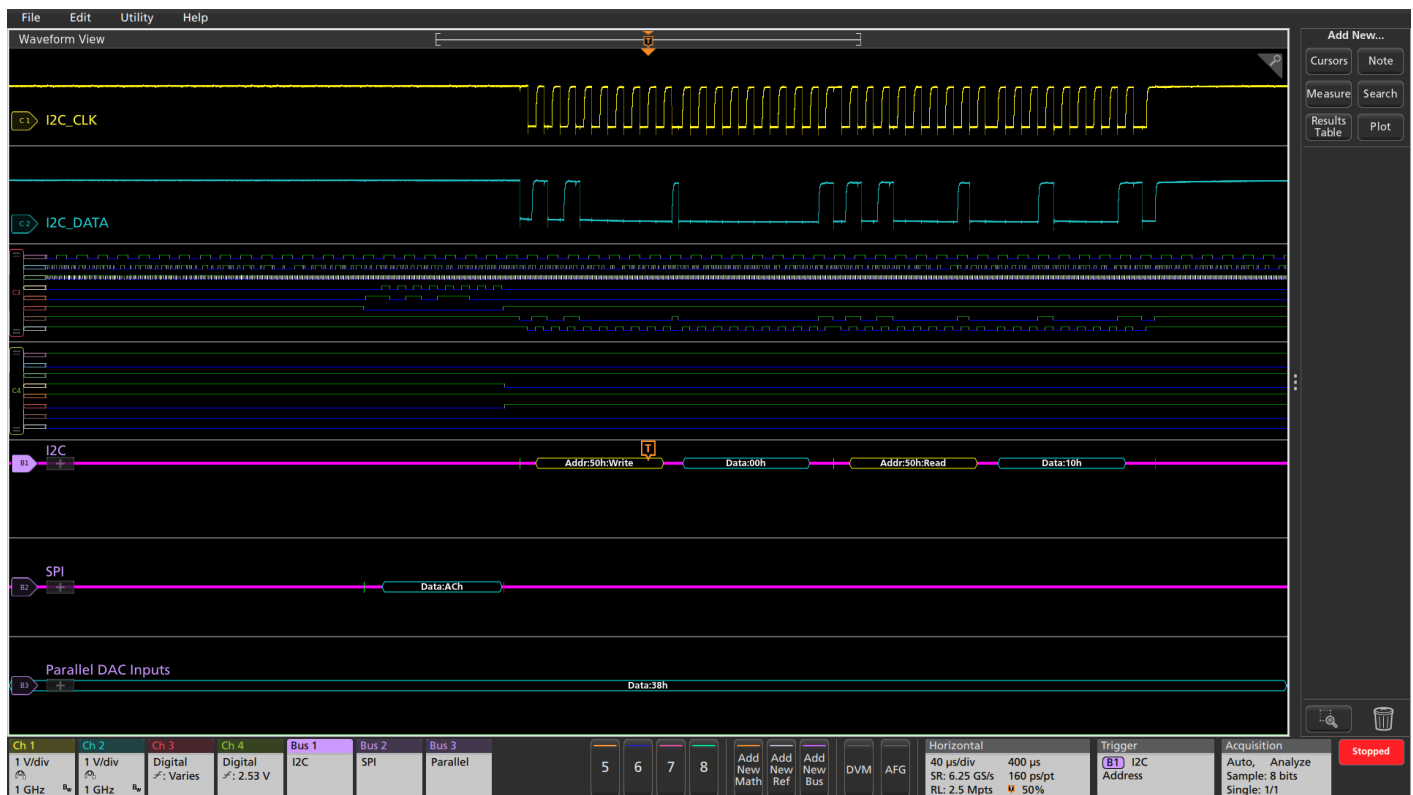 File Edit Utility Help
Waveform View
Add New...
Cursors Note
Measure Search
Results Table Plot
T
C1 I2C_CLK
C2 I2C_DATA
C3
C4
I2C
B1 + Addr:50h:Write T Data:00h Addr:50h:Read Data:10h
SPI
B2 + Data:ACh
Parallel DAC Inputs
B3 + Data:38h
Ch 1
1 V/div
1 GHz Bw
Ch 2
1 V/div
1 GHz Bw
Ch 3
Digital
: Varies
Ch 4
Digital
: 2.53 V
Bus 1
I2C
Bus 2
SPI
Bus 3
Parallel
5 6 7 8
Add New Math
Add New Ref
Add New Bus
DVM
AFG
Horizontal
40 µs/div 400 µs
SR: 6.25 GS/s 160 ps/pt
RL: 2.5 Mpts 50%
Trigger
B1 I2C
Address
Acquisition
Auto, Analyze
Sample: 8 bits
Single: 1/1
Stopped